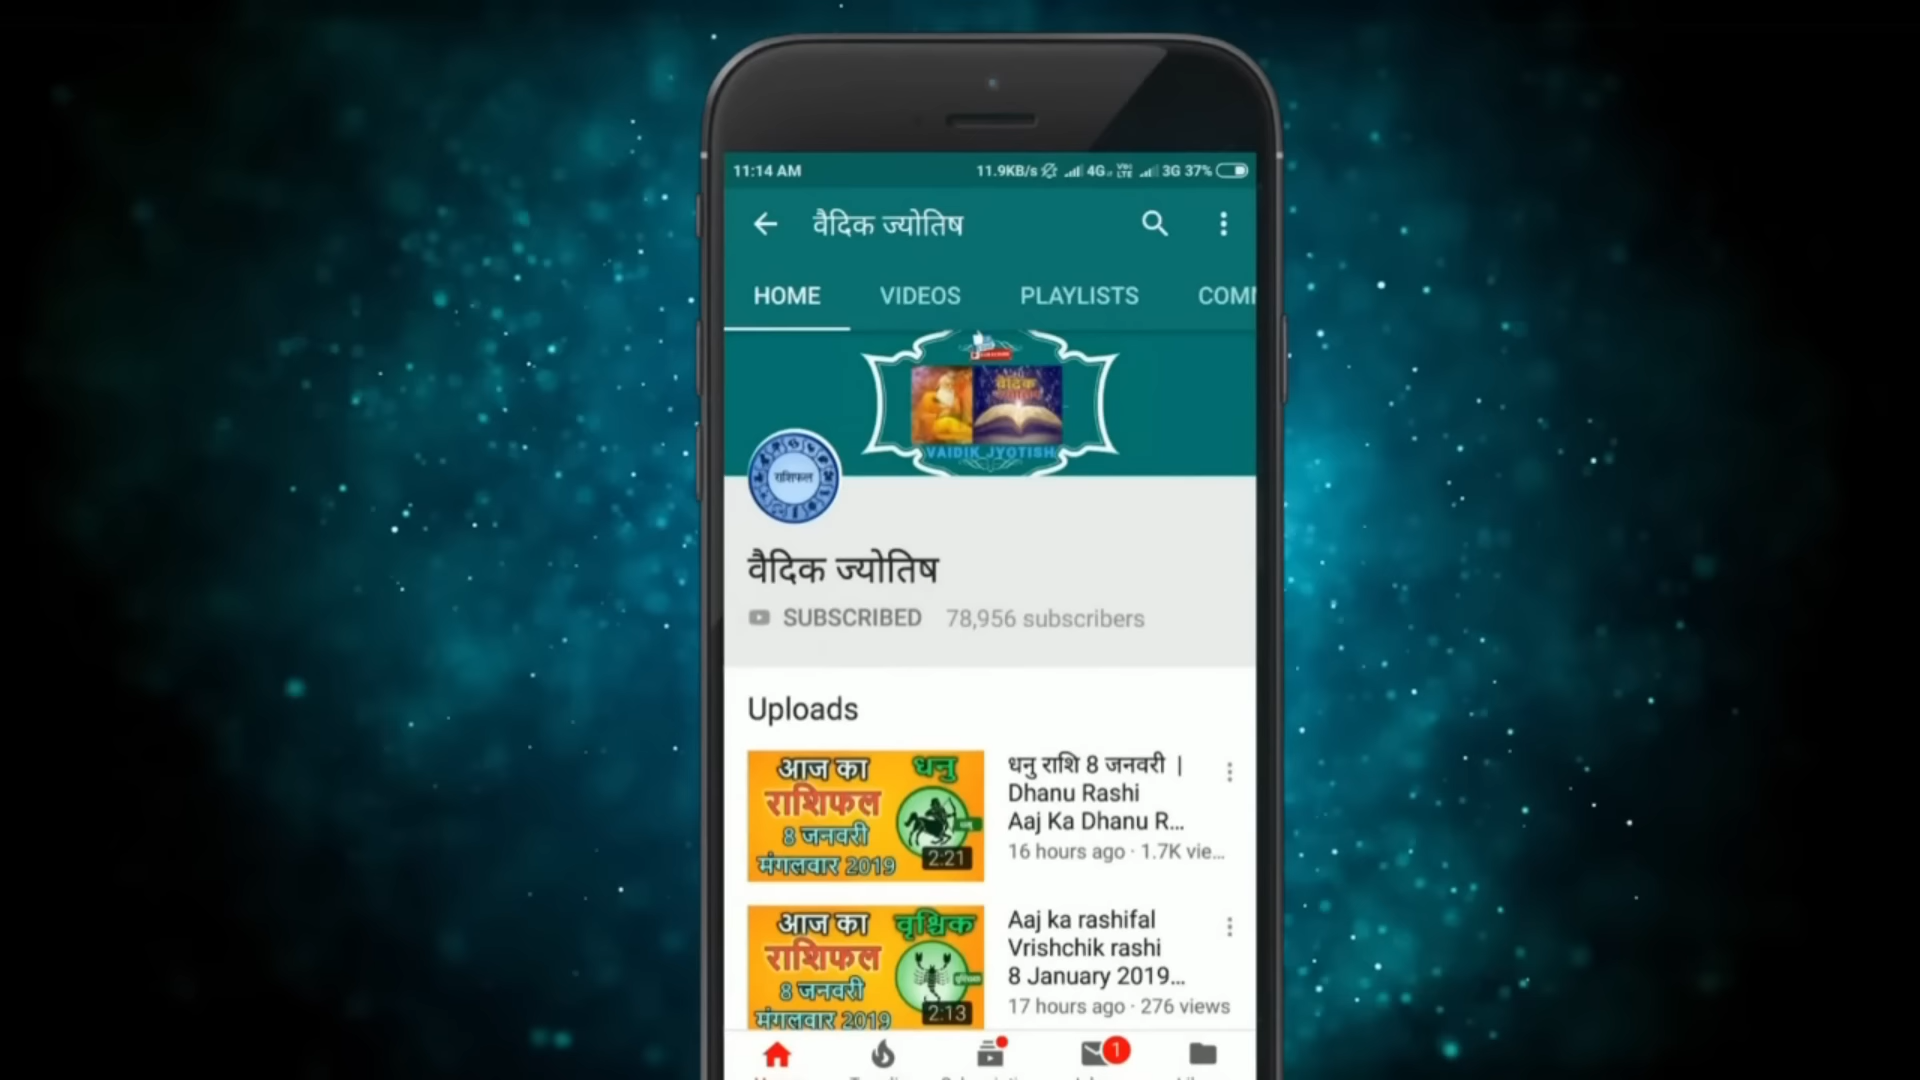 11:14 AM 11.9KB/s 4G 3G 37%
वैदिक ज्योतिष
HOME VIDEOS PLAYLISTS COMM
वैदिक
VAIDIK JYOTISH
राशिफल
वैदिक ज्योतिष
SUBSCRIBED 78,956 subscribers
Uploads
आज का धनु
राशिफल
8 जनवरी
मंगलवार 2019
2:21
धनु राशि 8 जनवरी |
Dhanu Rashi
Aaj Ka Dhanu R...
16 hours ago · 1.7K vie...
आज का वृश्चिक
राशिफल
8 जनवरी
मंगलवार 2019
2:13
Aaj ka rashifal
Vrishchik rashi
8 January 2019...
17 hours ago · 276 views
1